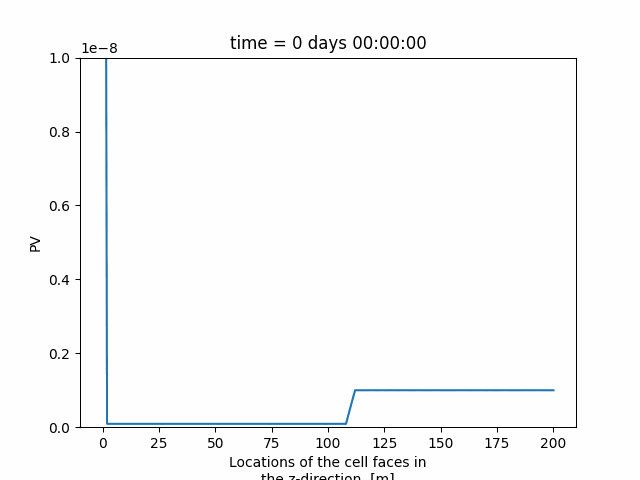 time = 0 days 00:00:00
1e−8
1.0
0.8
0.6
0.4
0.2
0.0
PV
0 25 50 75 100 125 150 175 200
Locations of the cell faces in
the z-direction [m]